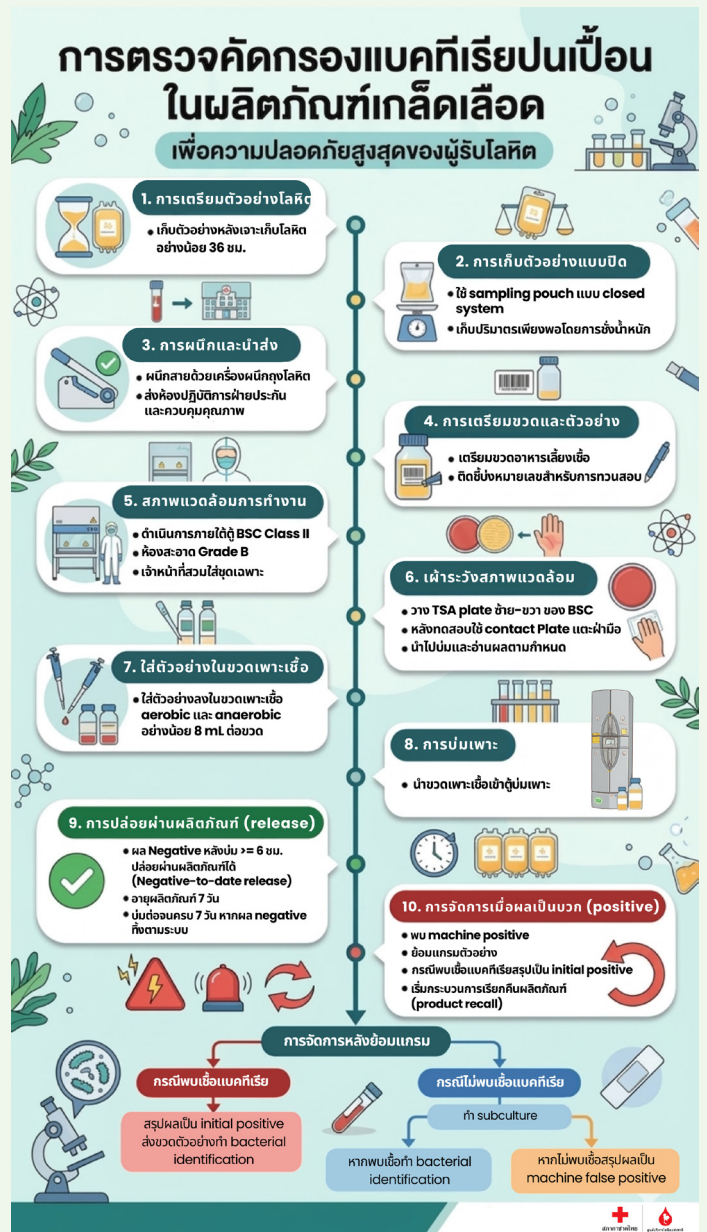 การตรวจคัดกรองแบคทีเรียปนเปื้อน
ในผลิตภัณฑ์เกล็ดเลือด
เพื่อความปลอดภัยสูงสุดของผู้รับโลหิต
1. การเตรียมตัวอย่างโลหิต
• เก็บตัวอย่างหลังเจาะเก็บโลหิต
อย่างน้อย 36 ชม.
2. การเก็บตัวอย่างแบบปิด
• ใช้ sampling pouch แบบ closed
system
• เก็บปริมาตรเพียงพอโดยการชั่งน้ำหนัก
3. การผนึกและนำส่ง
• ผนึกสายด้วยเครื่องผนึกถุงโลหิต
• ส่งห้องปฏิบัติการฝ่ายประกัน
และควบคุมคุณภาพ
4. การเตรียมขวดและตัวอย่าง
• เตรียมขวดอาหารเลี้ยงเชื้อ
• ติดชี้บ่งหมายเลขสำหรับการทวนสอบ
5. สภาพแวดล้อมการทำงาน
• ดำเนินการภายใต้ตู้ BSC Class II
• ห้องสะอาด Grade B
• เจ้าหน้าที่สวมใส่ชุดเฉพาะ
6. เฝ้าระวังสภาพแวดล้อม
• วาง TSA plate ซ้าย-ขวา ของ BSC
• หลังทดสอบใช้ contact Plate แตะฝ่ามือ
• นำไปบ่มและอ่านผลตามกำหนด
7. ใส่ตัวอย่างในขวดเพาะเชื้อ
• ใส่ตัวอย่างลงในขวดเพาะเชื้อ
aerobic และ anaerobic
อย่างน้อย 8 mL ต่อขวด
8. การบ่มเพาะ
• นำขวดเพาะเชื้อเข้าตู้บ่มเพาะ
9. การปล่อยผ่านผลิตภัณฑ์ (release)
• ผล Negative หลังบ่ม >= 6 ชม.
ปล่อยผ่านผลิตภัณฑ์ได้
(Negative-to-date release)
• อายุผลิตภัณฑ์ 7 วัน
• บ่มต่อจนครบ 7 วัน หากผล negative
ทิ้งตามระบบ
10. การจัดการเมื่อผลเป็นบวก (positive)
• พบ machine positive
• ย้อมแกรมตัวอย่าง
• กรณีพบเชื้อแบคทีเรียสรุปเป็น initial positive
• เริ่มกระบวนการเรียกคืนผลิตภัณฑ์
(product recall)
การจัดการหลังย้อมแกรม
กรณีพบเชื้อแบคทีเรีย
กรณีไม่พบเชื้อแบคทีเรีย
สรุปผลเป็น initial positive
ส่งขวดตัวอย่างทำ bacterial
identification
ทำ subculture
หากพบเชื้อทำ bacterial
identification
หากไม่พบเชื้อสรุปผลเป็น
machine false positive
สภากาชาดไทย